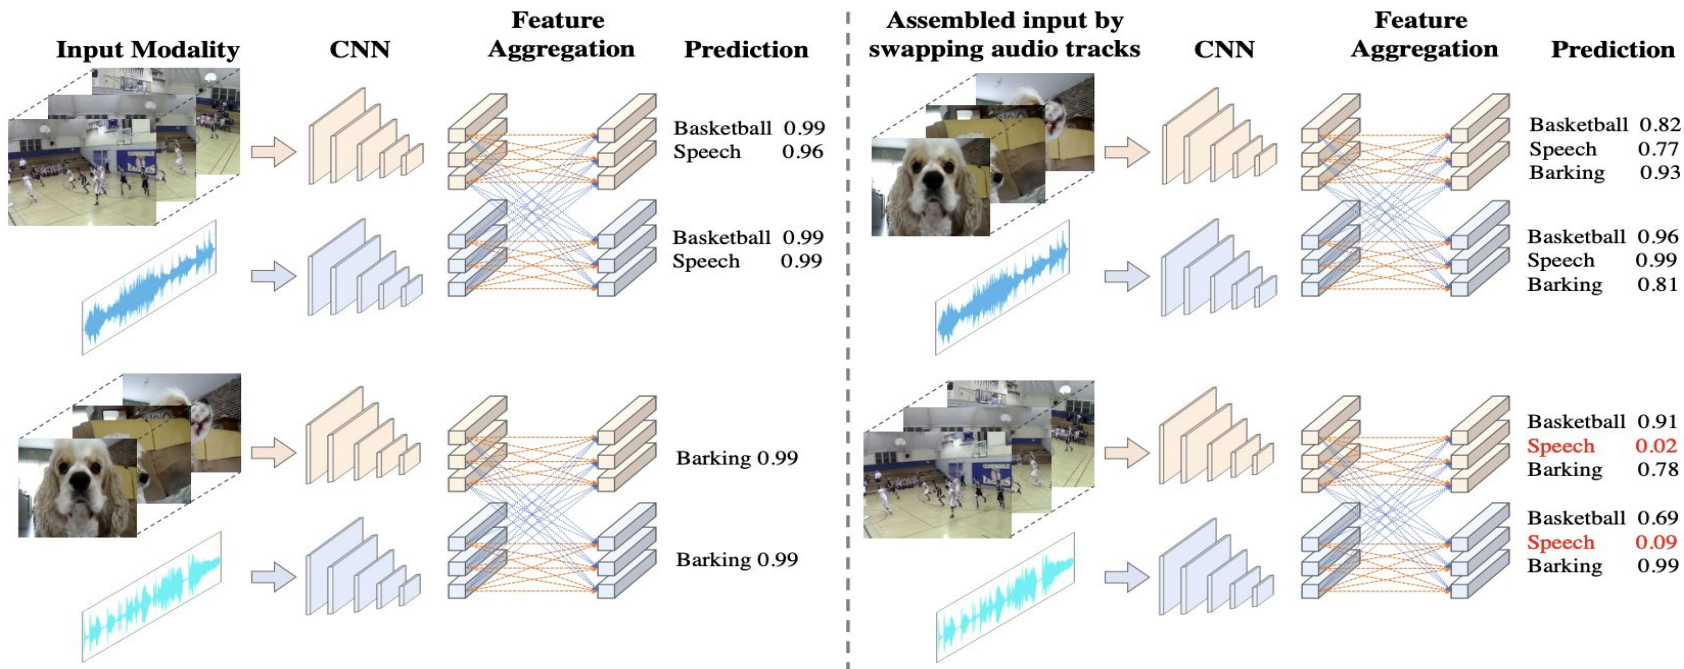 Input Modality
CNN
Feature
Aggregation
Prediction
Basketball 0.99
Speech 0.96
Basketball 0.99
Speech 0.99
Barking 0.99
Barking 0.99
Assembled input by
swapping audio tracks
CNN
Feature
Aggregation
Prediction
Basketball 0.82
Speech 0.77
Barking 0.93
Basketball 0.96
Speech 0.99
Barking 0.81
Basketball 0.91
Speech 0.02
Barking 0.78
Basketball 0.69
Speech 0.09
Barking 0.99